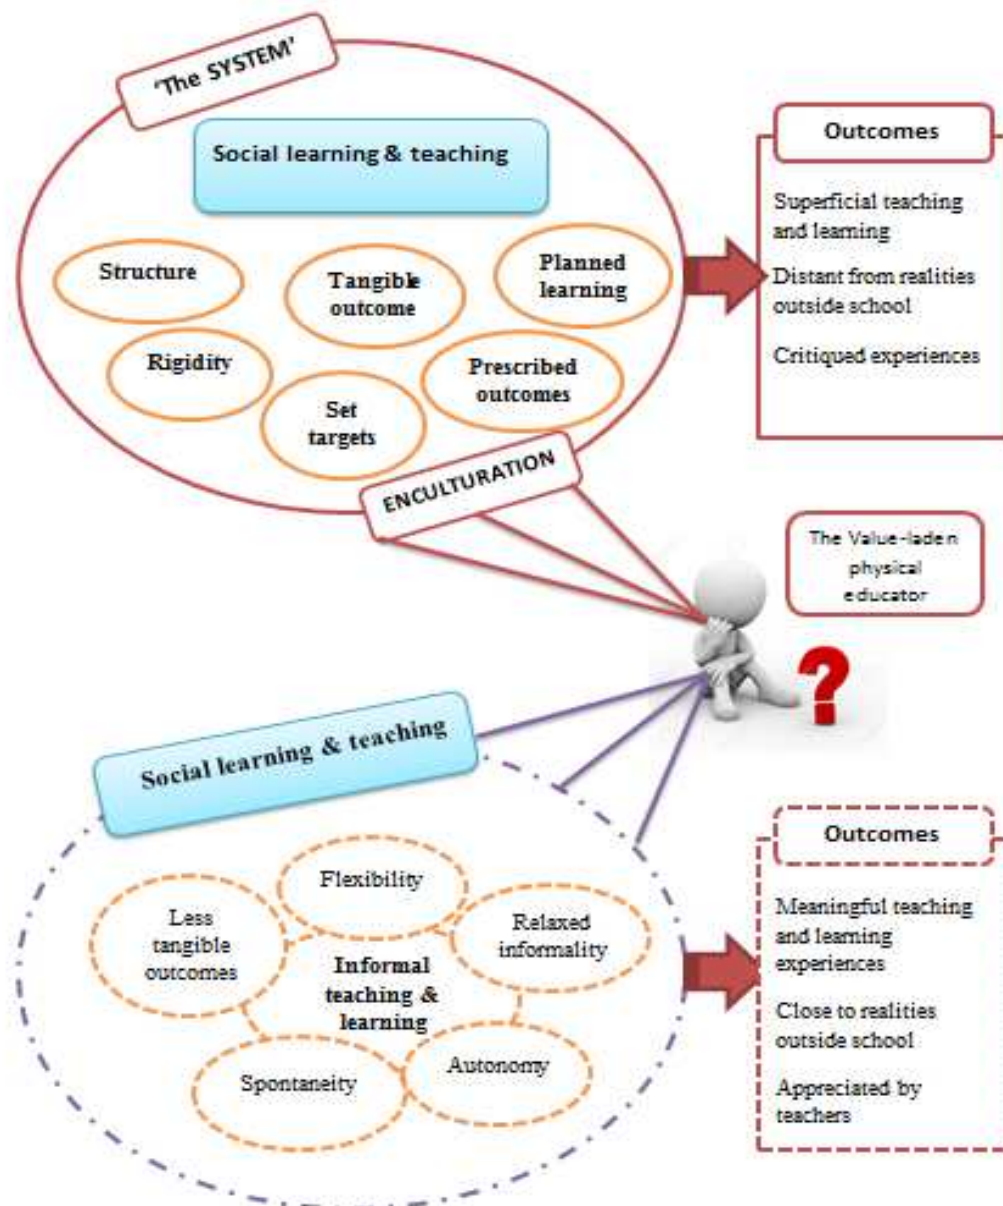 'The SYSTEM'
Social learning & teaching
Structure
Tangible
outcome
Planned
learning
Rigidity
Set
targets
Prescribed
outcomes
ENCULTURATION
Outcomes
Superficial teaching
and learning
Distant from realities
outside school
Critiqued experiences
The Value-laden
physical
educator
?
Social learning & teaching
Flexibility
Less
tangible
outcomes
Relaxed
informality
Informal
teaching &
learning
Spontaneity
Autonomy
Outcomes
Meaningful teaching
and learning
experiences
Close to realities
outside school
Appreciated by
teachers